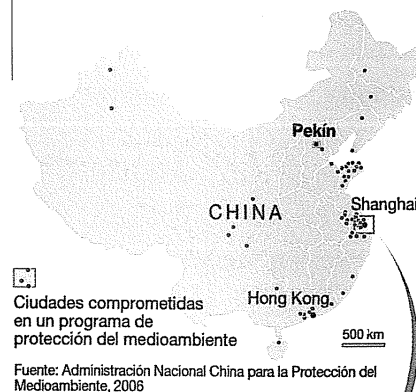 Pekín
Shanghai
CHINA
Hong Kong
Ciudades comprometidas
en un programa de
protección del medioambiente
500 km
Fuente: Administración Nacional China para la Protección del
Medioambiente, 2006